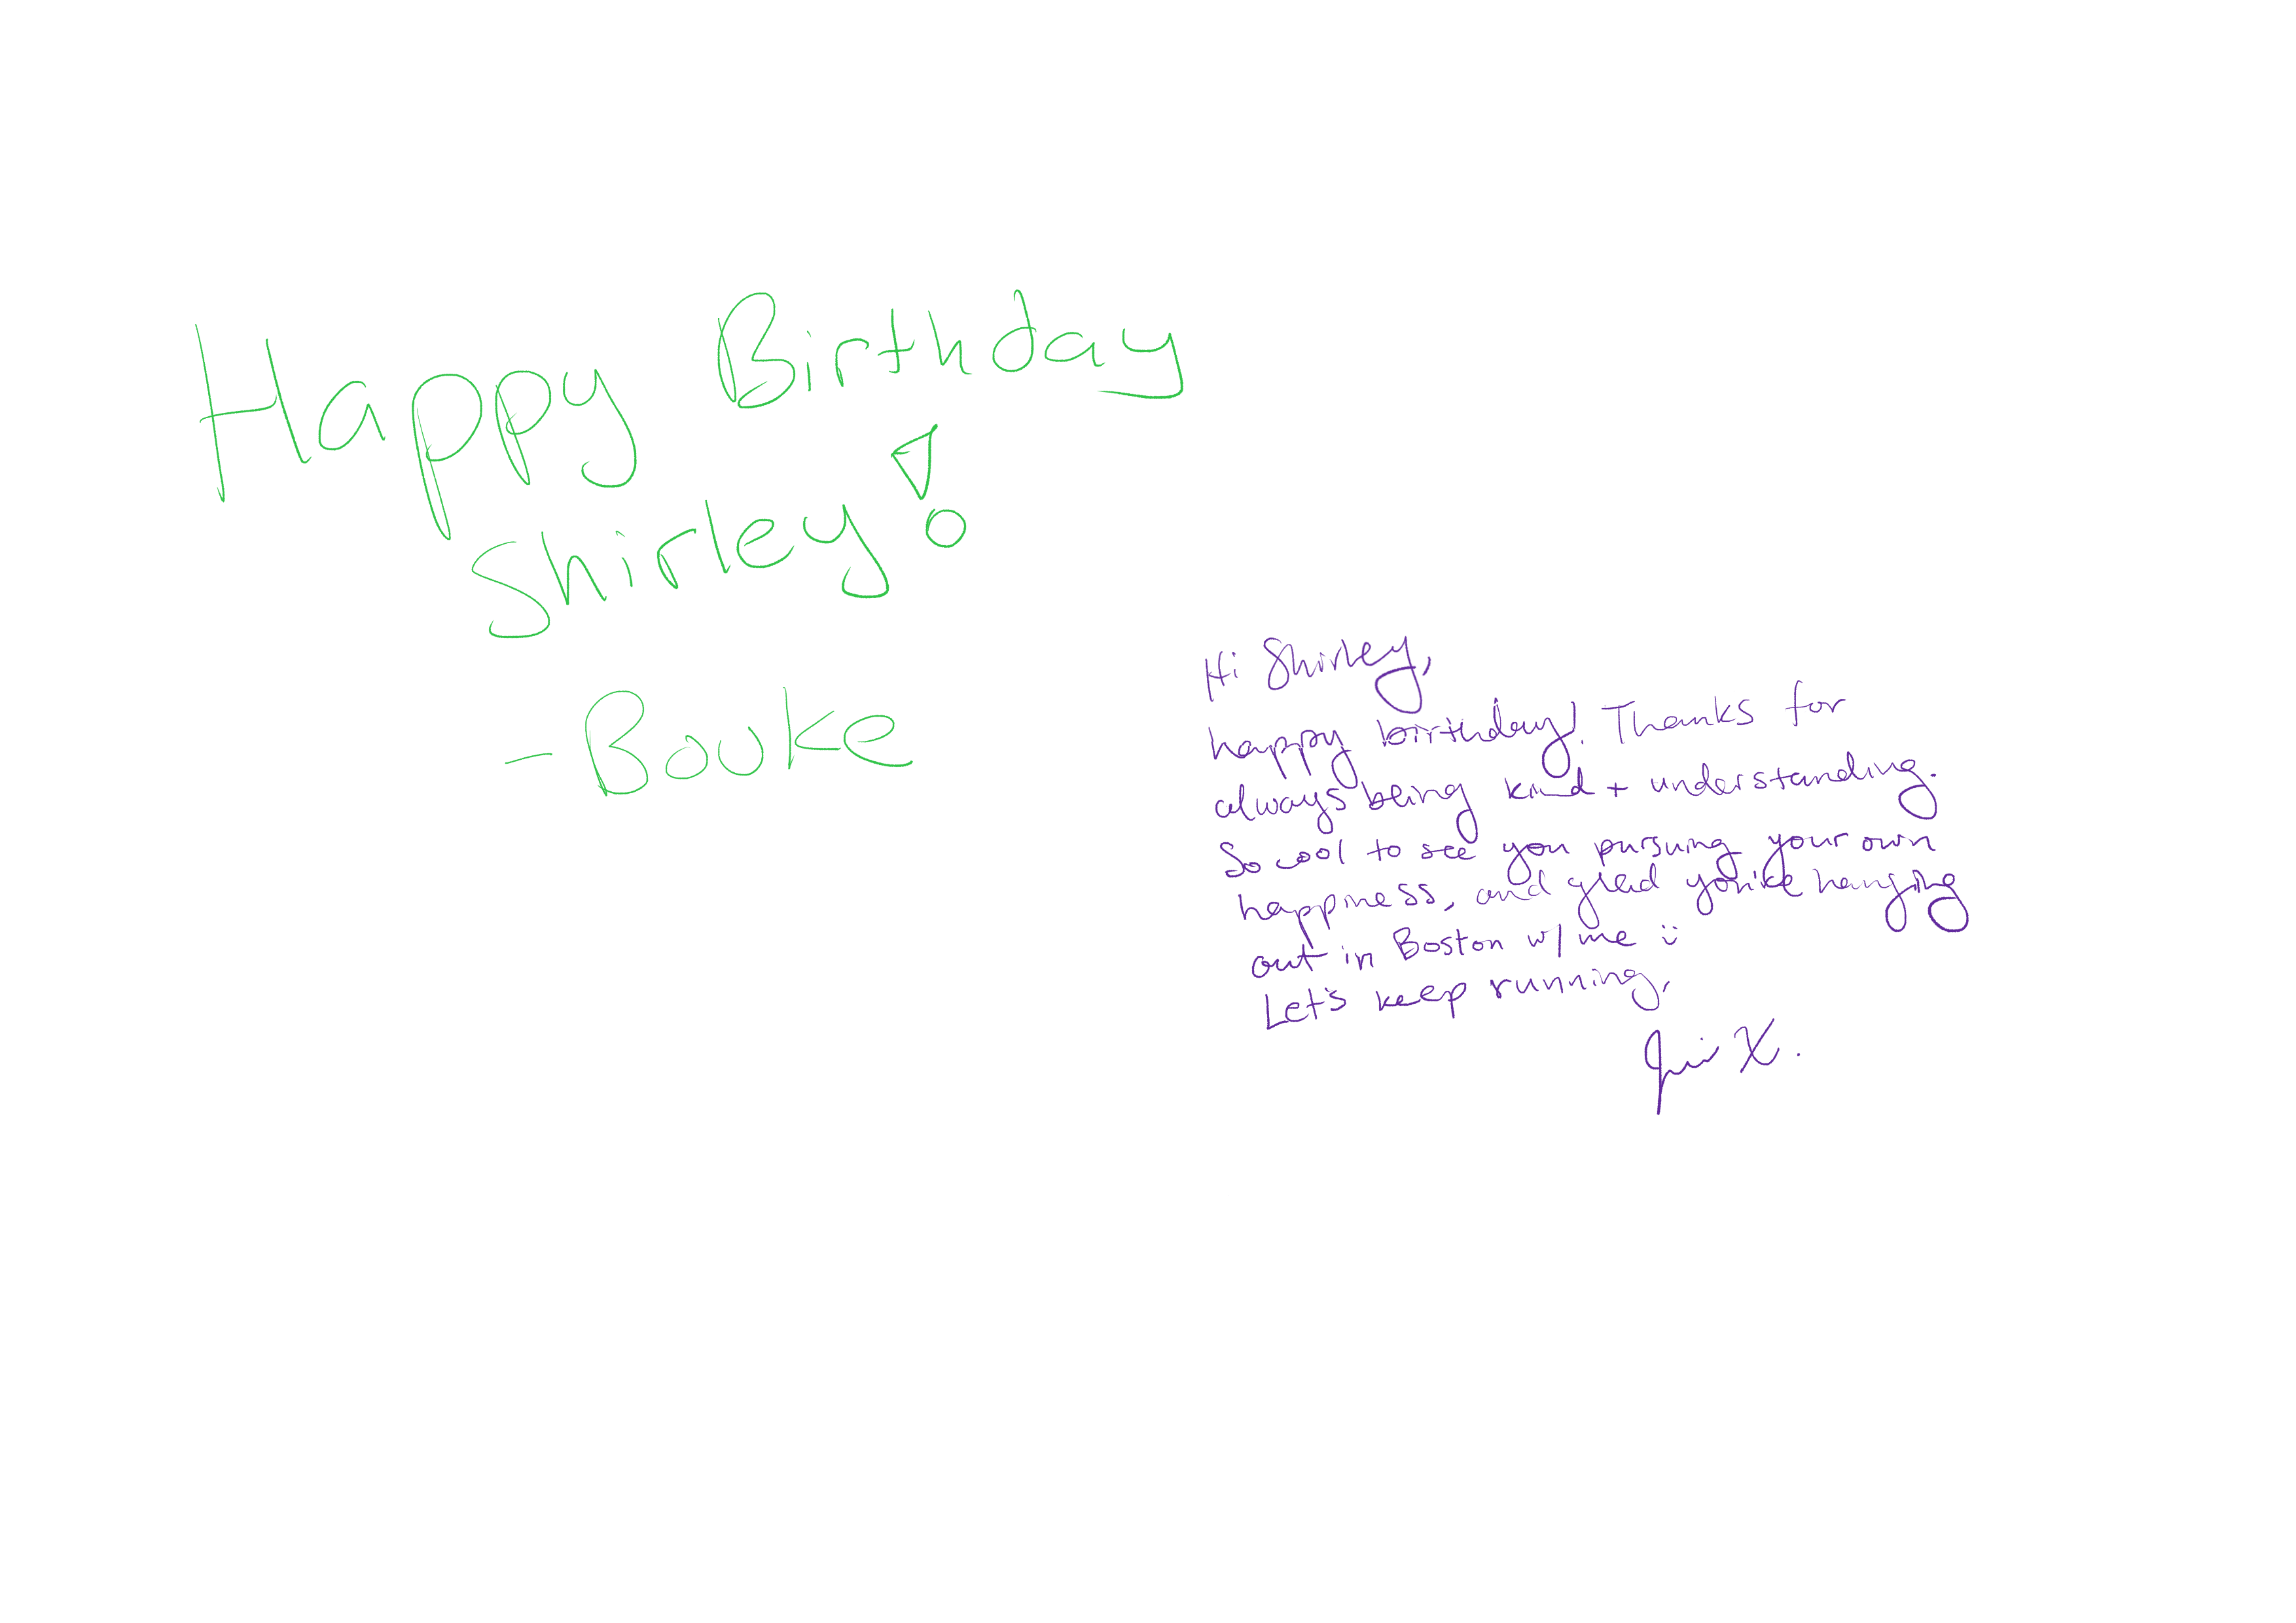 Happy Birthday
Shirley!
- Bouke
Hi Shirley,
happy birthday! Thanks for
always being kind + understanding.
So cool to see you pursuing your own
happiness, and glad you're hanging
out in Boston w/ me :)
Let's keep running,
X.